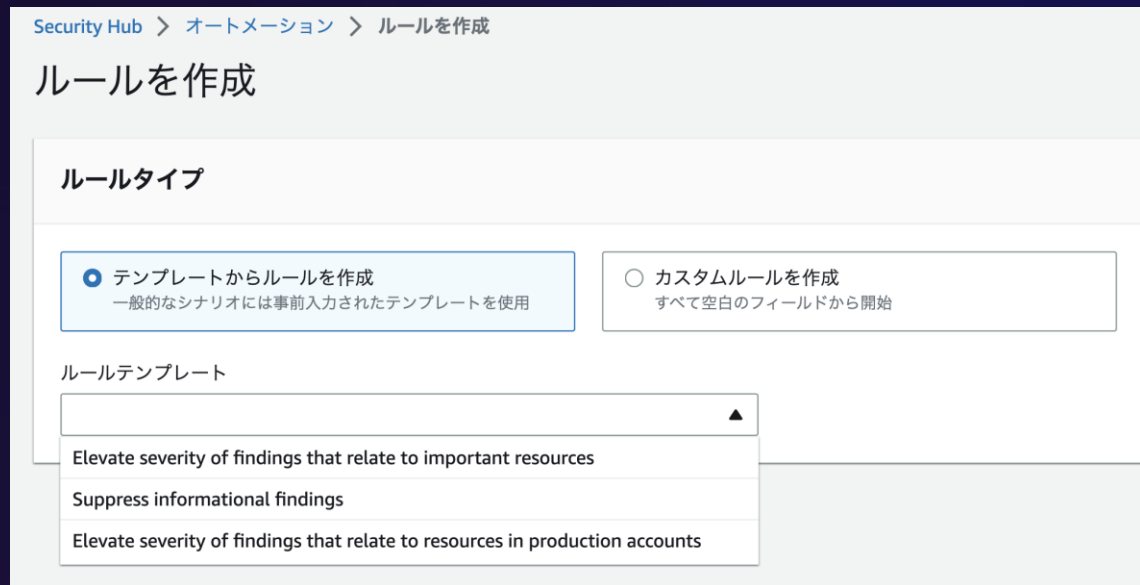 Security Hub > オートメーション > ルールを作成
ルールを作成
ルールタイプ
テンプレートからルールを作成
一般的なシナリオには事前入力されたテンプレートを使用
カスタムルールを作成
すべて空白のフィールドから開始
ルールテンプレート
Elevate severity of findings that relate to important resources
Suppress informational findings
Elevate severity of findings that relate to resources in production accounts